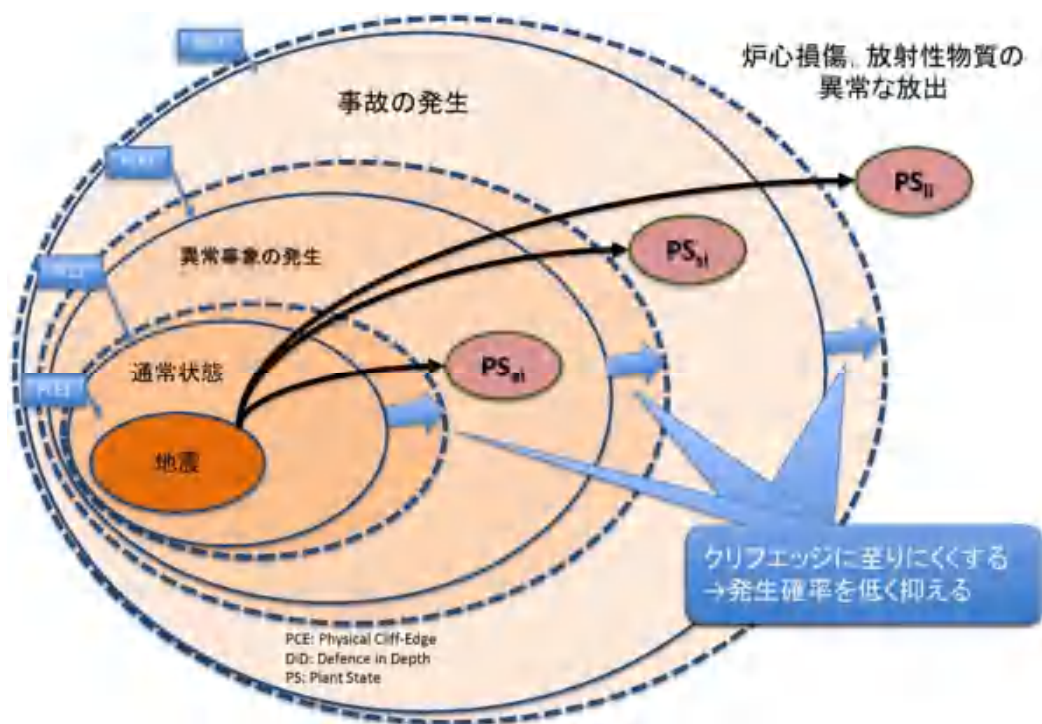 炉心損傷、放射性物質の
異常な放出
事故の発生
PS
異常事象の発生
PS
通常状態
PS
地震
クリフエッジに至りにくくする
→発生確率を低く抑える
PCE: Physical Cliff-Edge
DiD: Defence in Depth
PS: Plant State